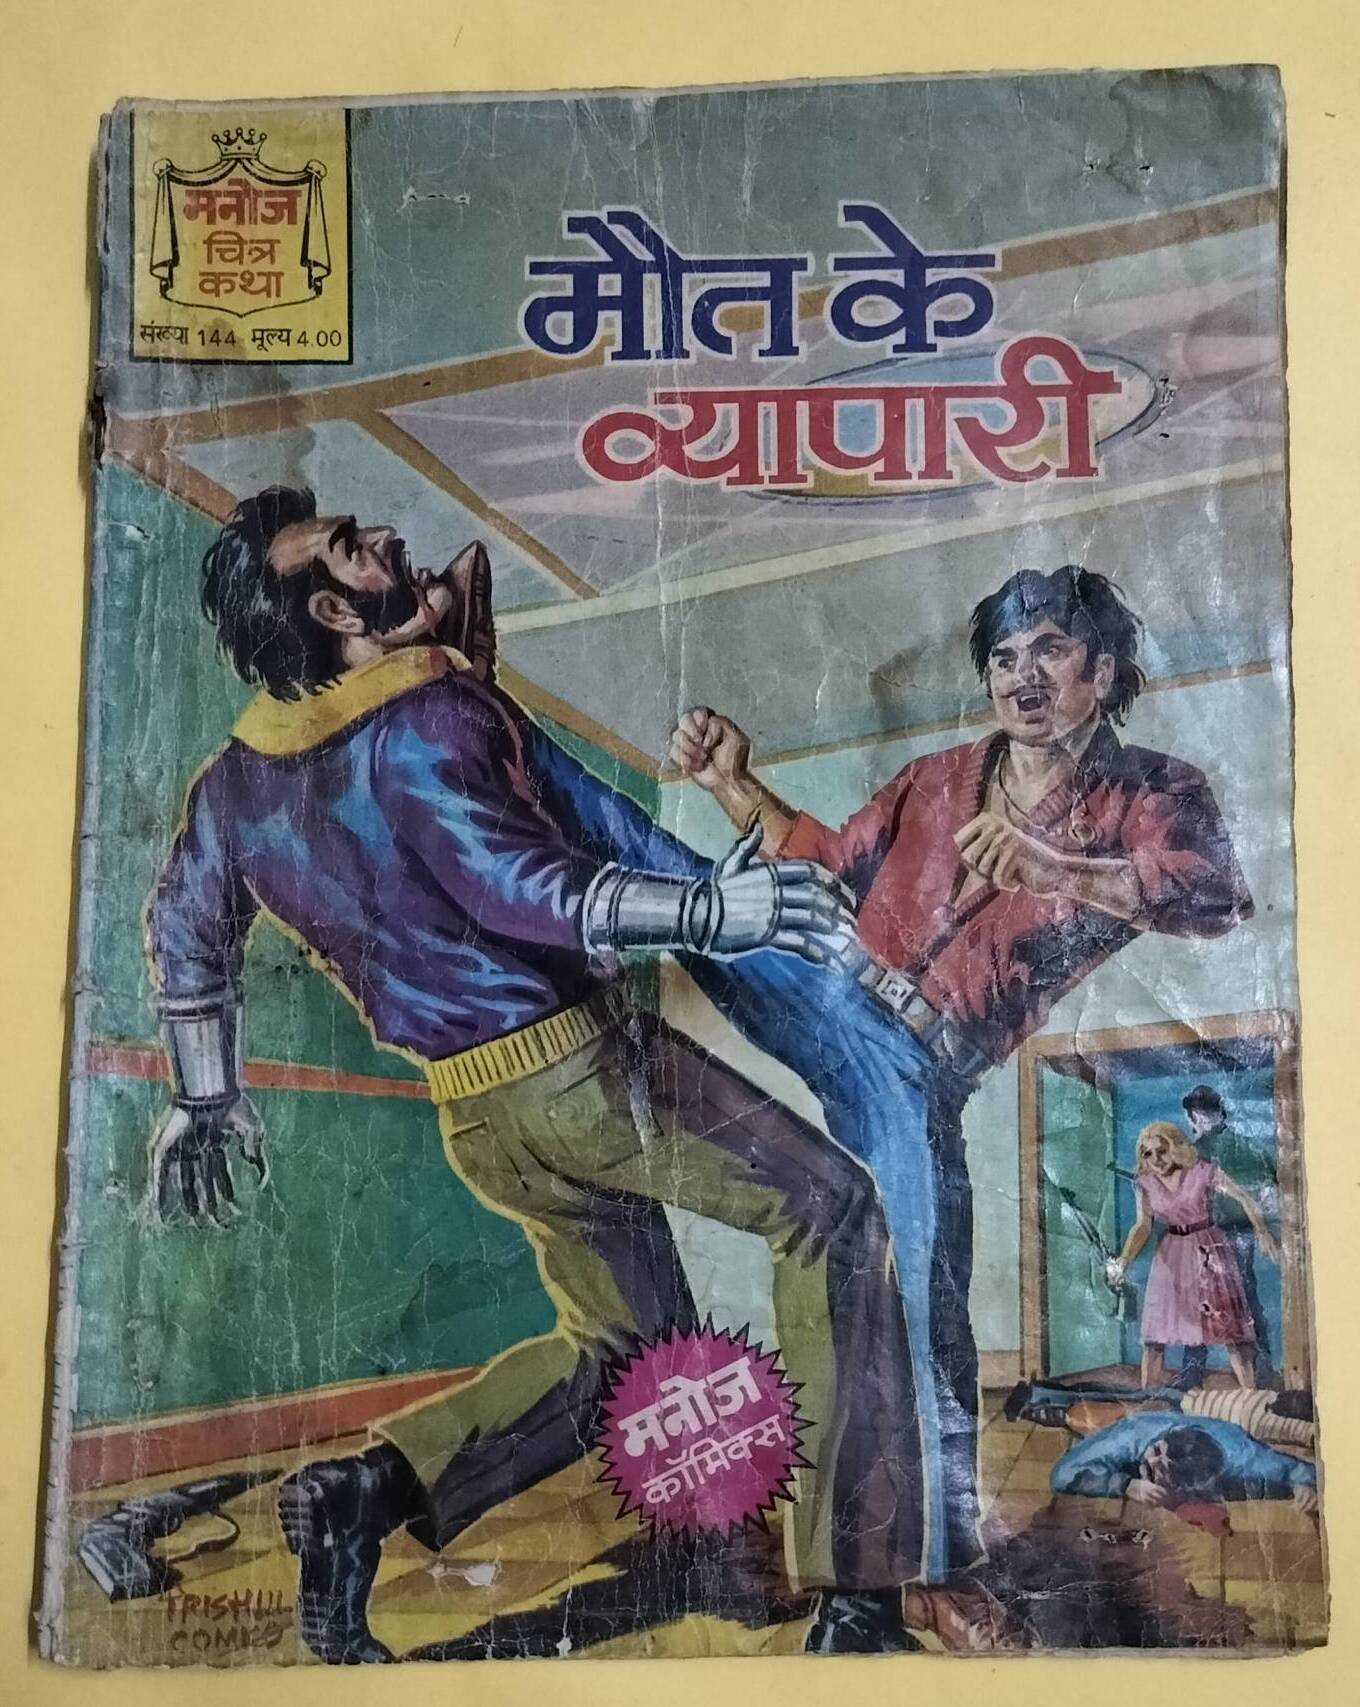 मनोज
चित्र
कथा
संख्या 144 मूल्य 4.00
मौत के
व्यापारी
मनोज
कॉमिक्स
TRISHUL
COMICS